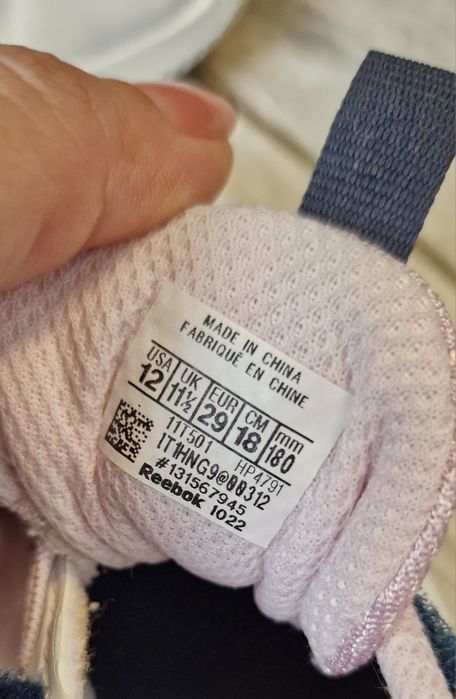 MADE IN CHINA
FABRIQUÉ EN CHINE
USA UK EUR CM mm
12 11½ 29 18 180
11T501 HP4791
#131567945
Reebok 1022